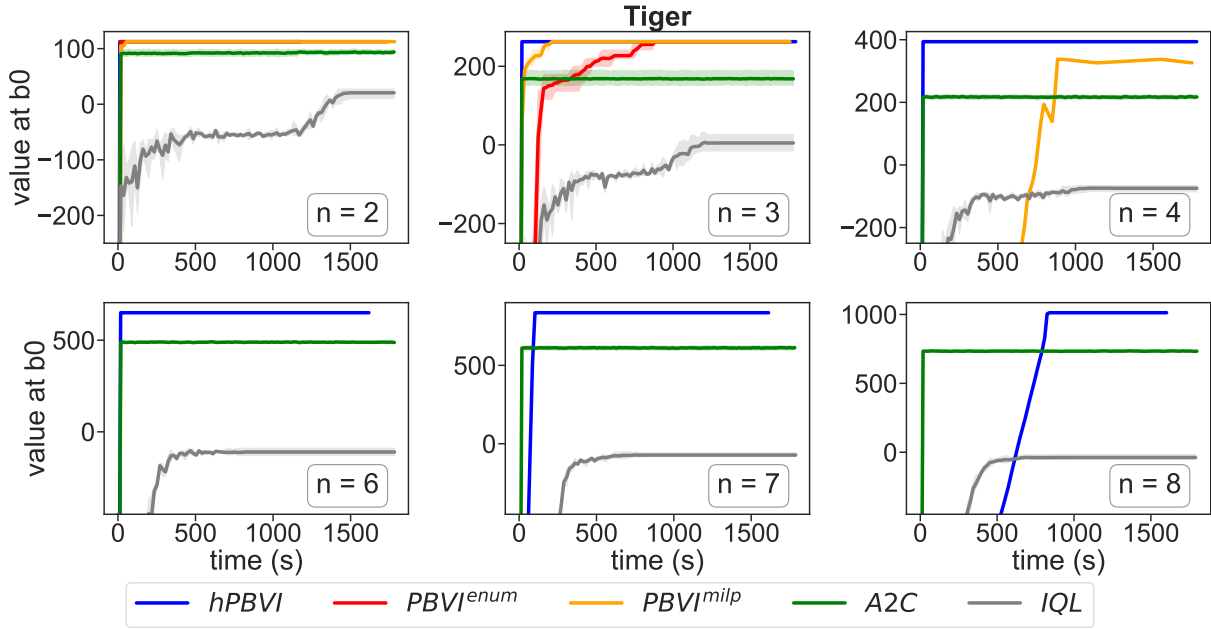 Tiger
value at b0
100
0
−100
−200
0 500 1000 1500
n = 2
200
0
−200
0 500 1000 1500
n = 3
400
200
0
−200
0 500 1000 1500
n = 4
value at b0
500
0
0 500 1000 1500
time (s)
n = 6
500
0
0 500 1000 1500
time (s)
n = 7
1000
500
0
0 500 1000 1500
time (s)
n = 8
hPBVI PBVI^enum PBVI^milp A2C IQL